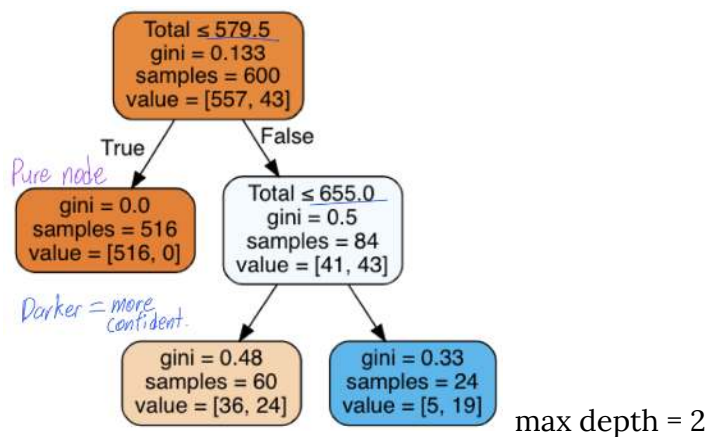 Total ≤ 579.5
gini = 0.133
samples = 600
value = [557, 43]
True
False
Pure node
gini = 0.0
samples = 516
value = [516, 0]
Total ≤ 655.0
gini = 0.5
samples = 84
value = [41, 43]
Darker = more
confident.
gini = 0.48
samples = 60
value = [36, 24]
gini = 0.33
samples = 24
value = [5, 19]
max depth = 2